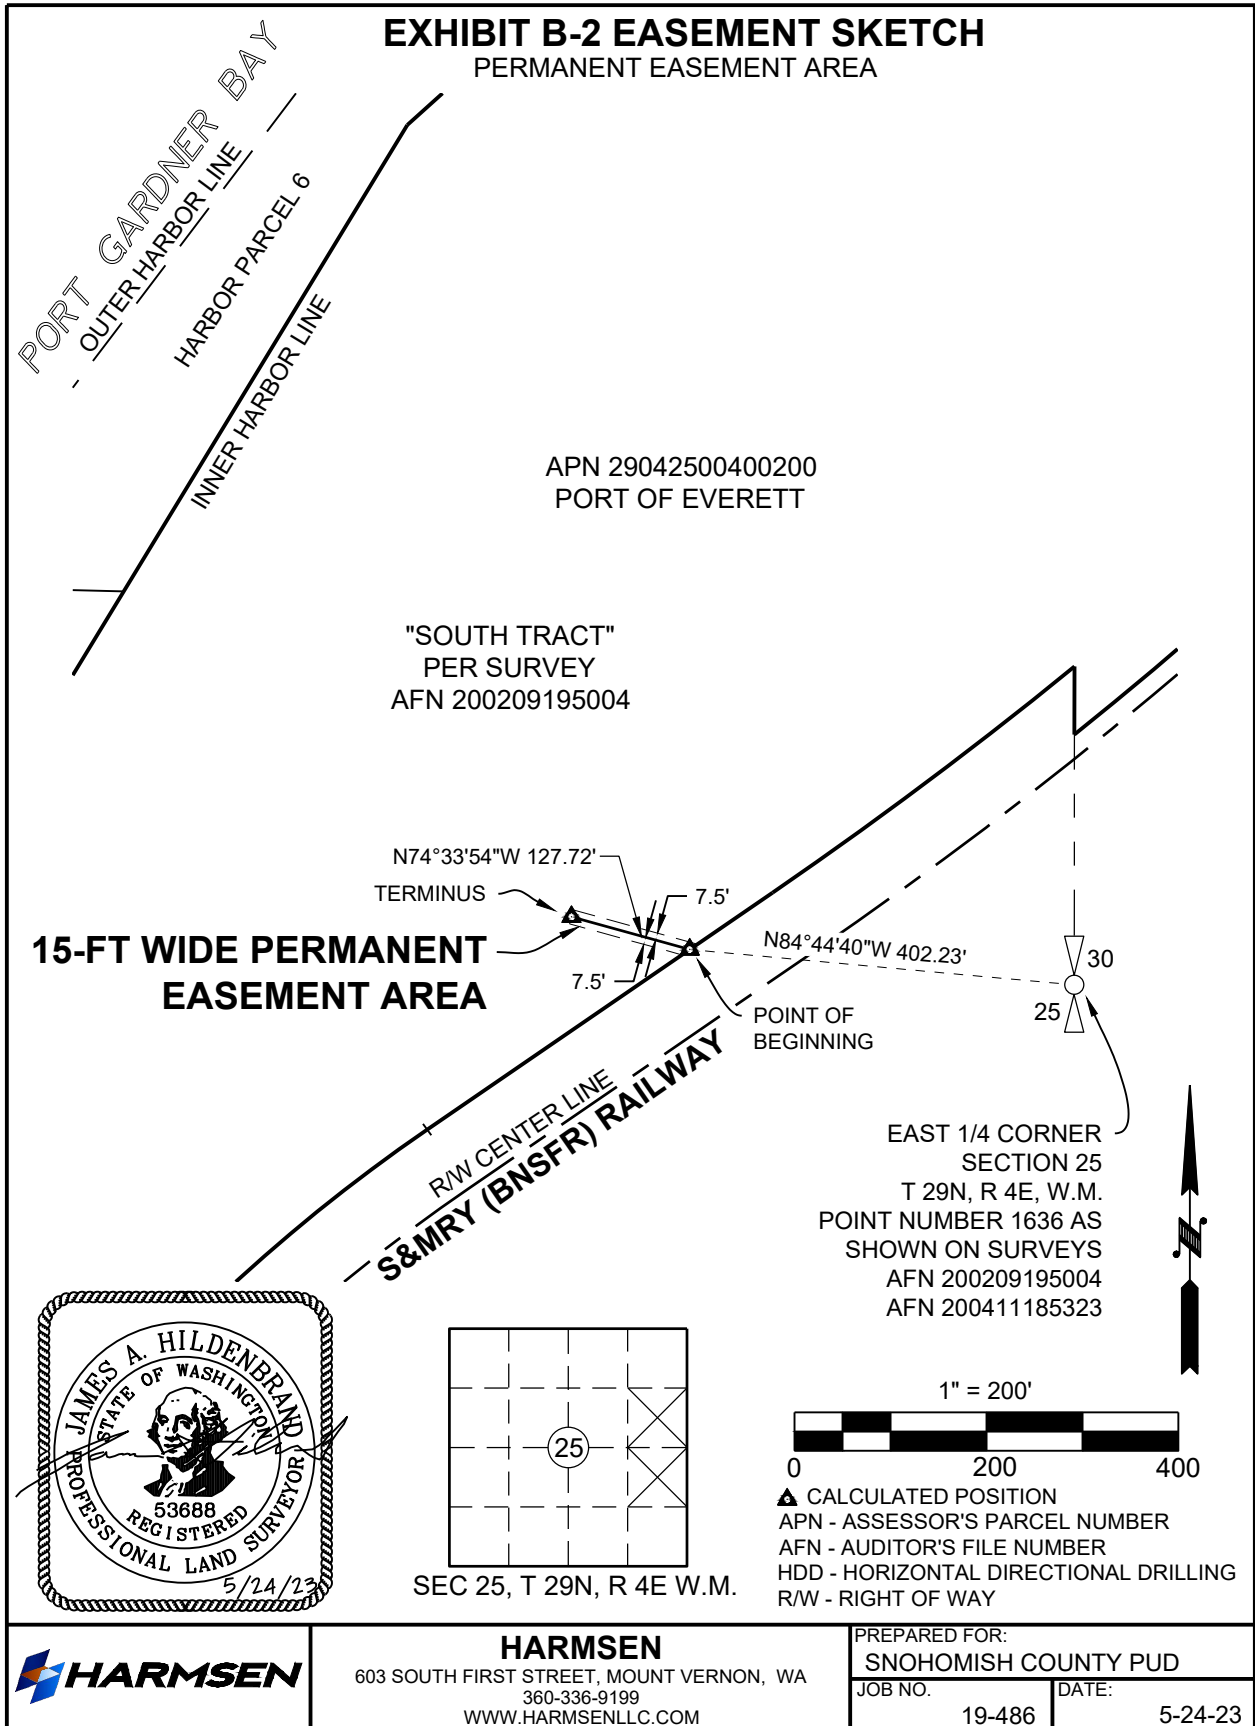 EXHIBIT B-2 EASEMENT SKETCH
PERMANENT EASEMENT AREA
PORT GARDNER BAY
OUTER HARBOR LINE
HARBOR PARCEL 6
INNER HARBOR LINE
APN 29042500400200
PORT OF EVERETT
"SOUTH TRACT"
PER SURVEY
AFN 200209195004
N74°33'54"W 127.72'
TERMINUS
7.5'
15-FT WIDE PERMANENT
EASEMENT AREA
7.5'
N84°44'40"W 402.23'
30
25
POINT OF
BEGINNING
R/W CENTER LINE
S&MRY (BNSFR) RAILWAY
EAST 1/4 CORNER
SECTION 25
T 29N, R 4E, W.M.
POINT NUMBER 1636 AS
SHOWN ON SURVEYS
AFN 200209195004
AFN 200411185323
N
JAMES A. HILDENBRAND
STATE OF WASHINGTON
53688
REGISTERED
PROFESSIONAL LAND SURVEYOR
5/24/23
25
SEC 25, T 29N, R 4E W.M.
1" = 200'
0 200 400
CALCULATED POSITION
APN - ASSESSOR'S PARCEL NUMBER
AFN - AUDITOR'S FILE NUMBER
HDD - HORIZONTAL DIRECTIONAL DRILLING
R/W - RIGHT OF WAY
HARMSEN
HARMSEN
603 SOUTH FIRST STREET, MOUNT VERNON, WA
360-336-9199
WWW.HARMSENLLC.COM
PREPARED FOR:
SNOHOMISH COUNTY PUD
JOB NO.
19-486
DATE:
5-24-23